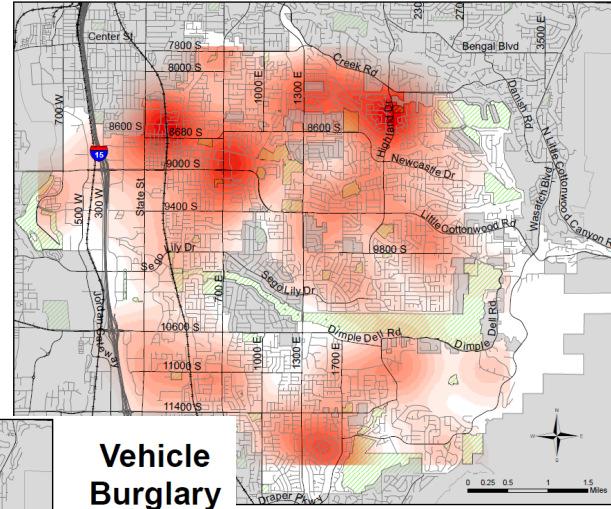 Center St
7800 S
8000 S
1000 E
1300 E
Creek Rd
Bengal Blvd
3500 E
Danish Rd
700 W
8600 S
8680 S
8600 S
Highland Dr
15
9000 S
Newcastle Dr
Wasatch Blvd
N Little Cottonwood Canyon R
500 W
300 W
State St
9400 S
Little Cottonwood Rd
Sego Lily Dr
9800 S
700 E
Sego Lily Dr
Jordan Gateway
10600 S
Dimple Dell Rd
Dimple Dell Rd
1000 E
1300 E
1700 E
11000 S
11400 S
Vehicle
Burglary
Draper Pkwy
N
W E
S
0 0.25 0.5 1 1.5
Miles